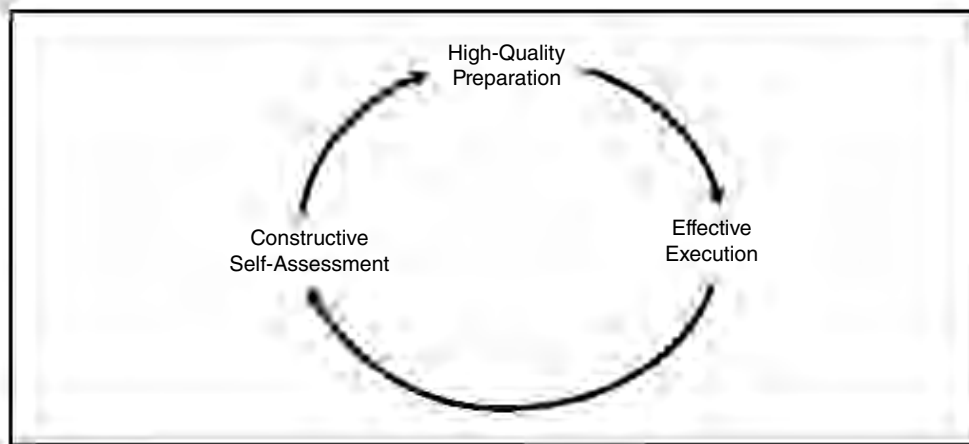 High-Quality
Preparation
Effective
Execution
Constructive
Self-Assessment